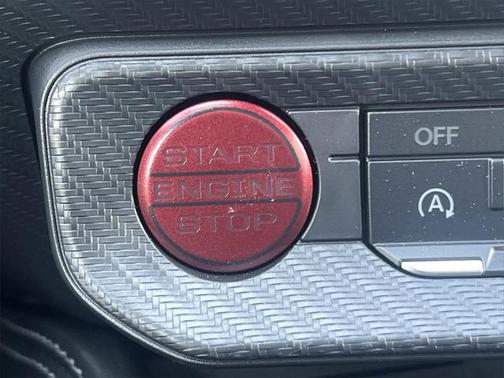 START
ENGINE
STOP
OFF
A